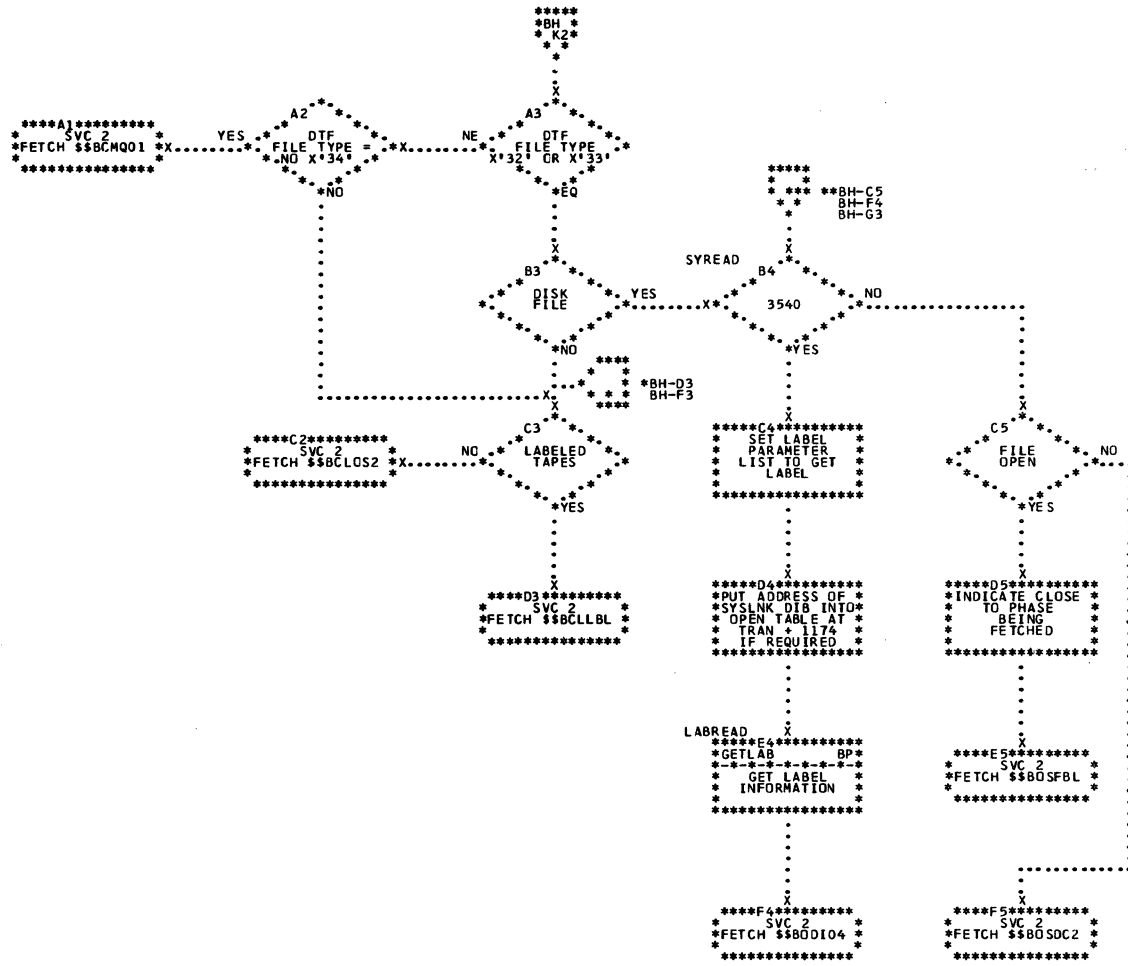 BH
K2
A1
SVC 2
FETCH $$BCMQ01
YES
A2
DTF
FILE TYPE =
NO X'34'
NO
NE
A3
DTF
FILE TYPE
X'32' OR X'33'
EQ
**BH-C5
BH-F4
BH-G3
B3
DISK
FILE
YES
NO
SYREAD
B4
3540
NO
YES
*BH-D3
BH-F3
C2
SVC 2
FETCH $$BCLOS2
NO
C3
LABELED
TAPES
YES
C4
SET LABEL
PARAMETER
LIST TO GET
LABEL
C5
FILE
OPEN
NO
YES
D3
SVC 2
FETCH $$BCLLBL
D4
PUT ADDRESS OF
SYSLNK DIB INTO
OPEN TABLE AT
TRAN + 1174
IF REQUIRED
D5
INDICATE CLOSE
TO PHASE
BEING
FETCHED
LABREAD
E4
GETLAB BP
GET LABEL
INFORMATION
E5
SVC 2
FETCH $$BOSFBL
F4
SVC 2
FETCH $$BODIO4
F5
SVC 2
FETCH $$BOSDC2